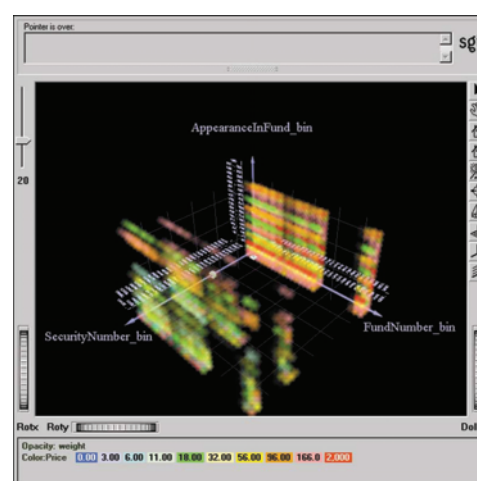 Pointer is over:
sg
AppearanceInFund_bin
20
SecurityNumber_bin
FundNumber_bin
Rotx Roty
Dol
Opacity: weight
Color:Price 0.00 3.00 6.00 11.00 18.00 32.00 56.00 96.00 166.0 2,000